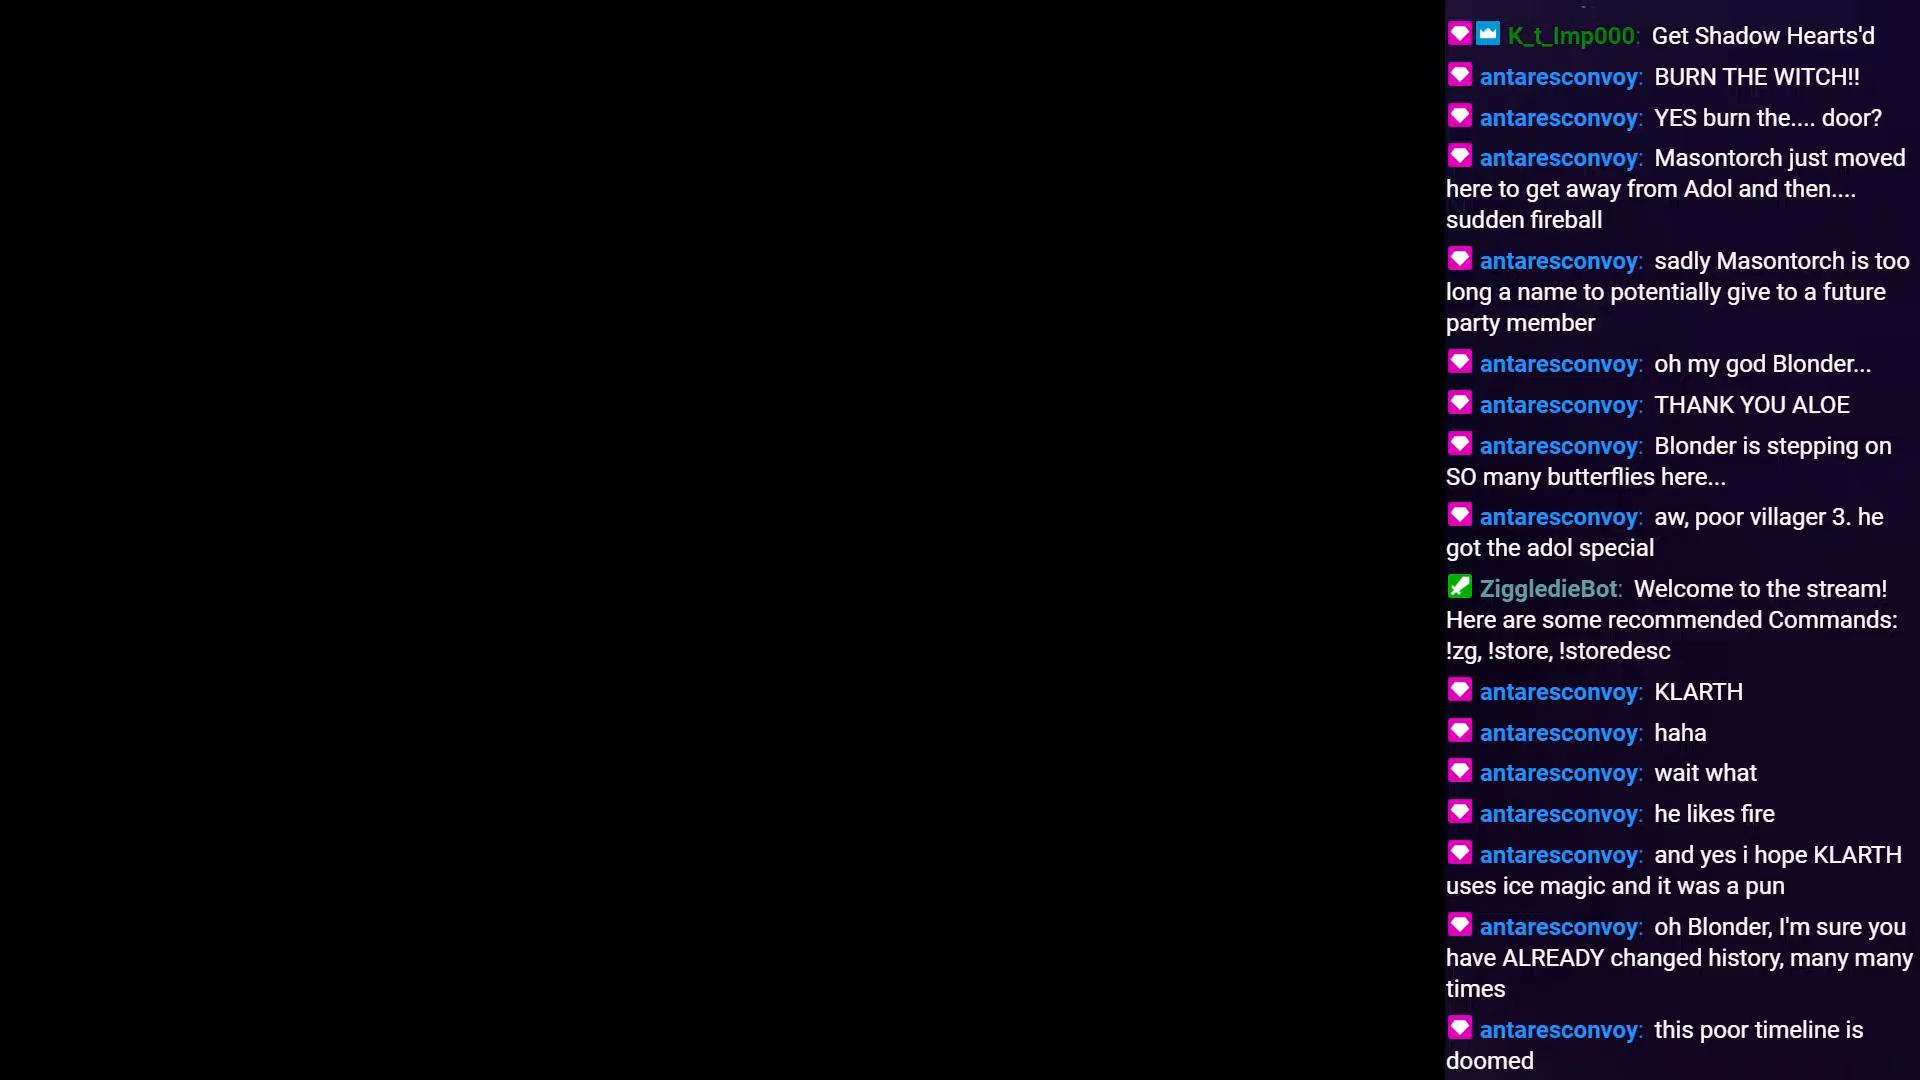 K_t_Imp000: Get Shadow Hearts'd
antaresconvoy: BURN THE WITCH!!
antaresconvoy: YES burn the.... door?
antaresconvoy: Masontorch just moved
here to get away from Adol and then....
sudden fireball
antaresconvoy: sadly Masontorch is too
long a name to potentially give to a future
party member
antaresconvoy: oh my god Blonder...
antaresconvoy: THANK YOU ALOE
antaresconvoy: Blonder is stepping on
SO many butterflies here...
antaresconvoy: aw, poor villager 3. he
got the adol special
ZiggledieBot: Welcome to the stream!
Here are some recommended Commands:
!zg, !store, !storedesc
antaresconvoy: KLARTH
antaresconvoy: haha
antaresconvoy: wait what
antaresconvoy: he likes fire
antaresconvoy: and yes i hope KLARTH
uses ice magic and it was a pun
antaresconvoy: oh Blonder, I'm sure you
have ALREADY changed history, many many
times
antaresconvoy: this poor timeline is
doomed